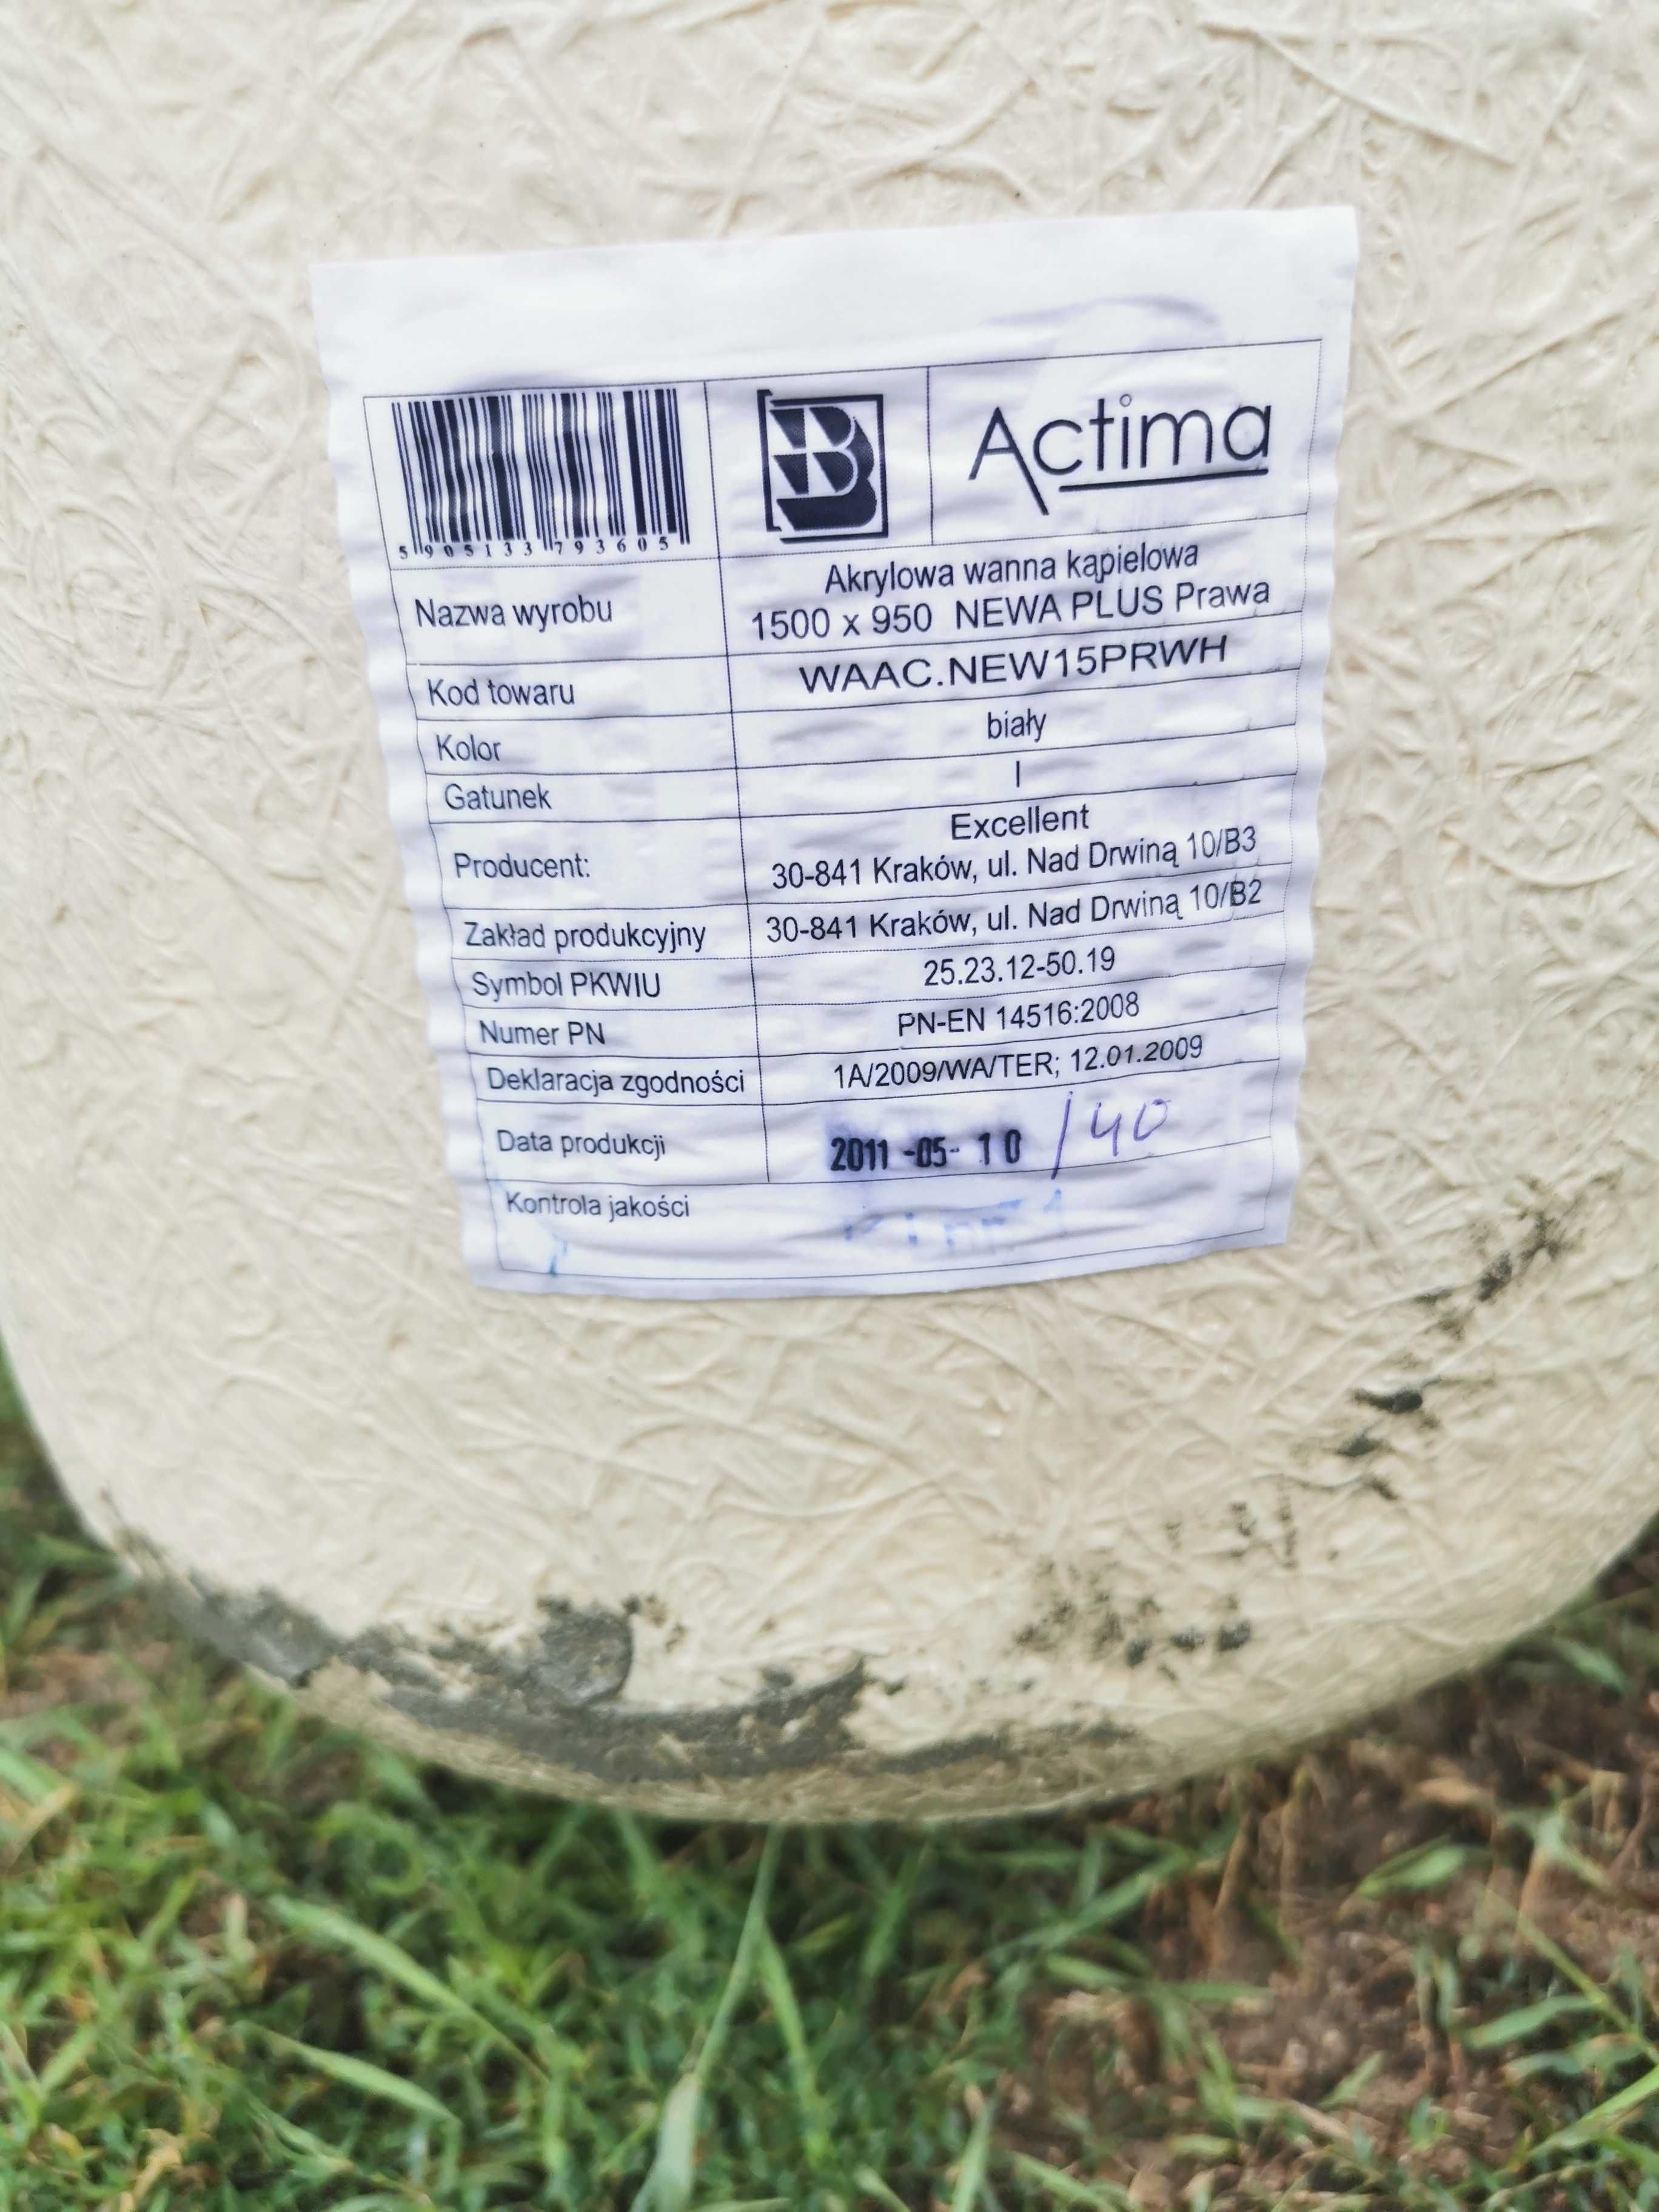 Actima
5905133793605
Nazwa wyrobu
Akrylowa wanna kąpielowa
1500 x 950 NEWA PLUS Prawa
Kod towaru
WAAC.NEW15PRWH
Kolor
biały
Gatunek
I
Producent:
Excellent
30-841 Kraków, ul. Nad Drwiną 10/B3
Zakład produkcyjny
30-841 Kraków, ul. Nad Drwiną 10/B2
Symbol PKWIU
25.23.12-50.19
Numer PN
PN-EN 14516:2008
Deklaracja zgodności
1A/2009/WA/TER; 12.01.2009
Data produkcji
2011-05-10 /40
Kontrola jakości